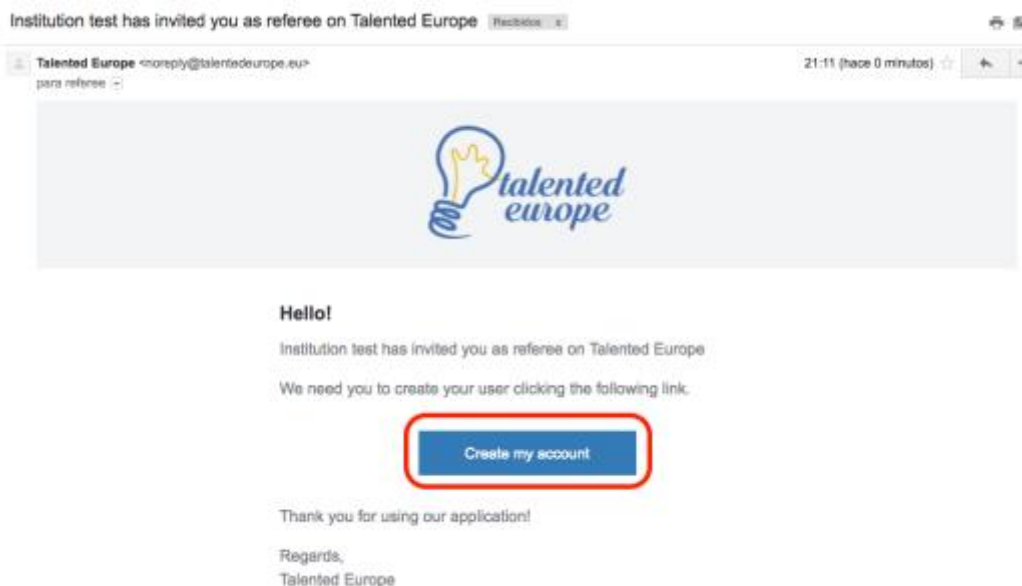 Institution test has invited you as referee on Talented Europe Recibidos x
Talented Europe <noreply@talentedeurope.eu> 21:11 (hace 0 minutos)
para referee
talented
europe
Hello!
Institution test has invited you as referee on Talented Europe
We need you to create your user clicking the following link.
Create my account
Thank you for using our application!
Regards,
Talented Europe